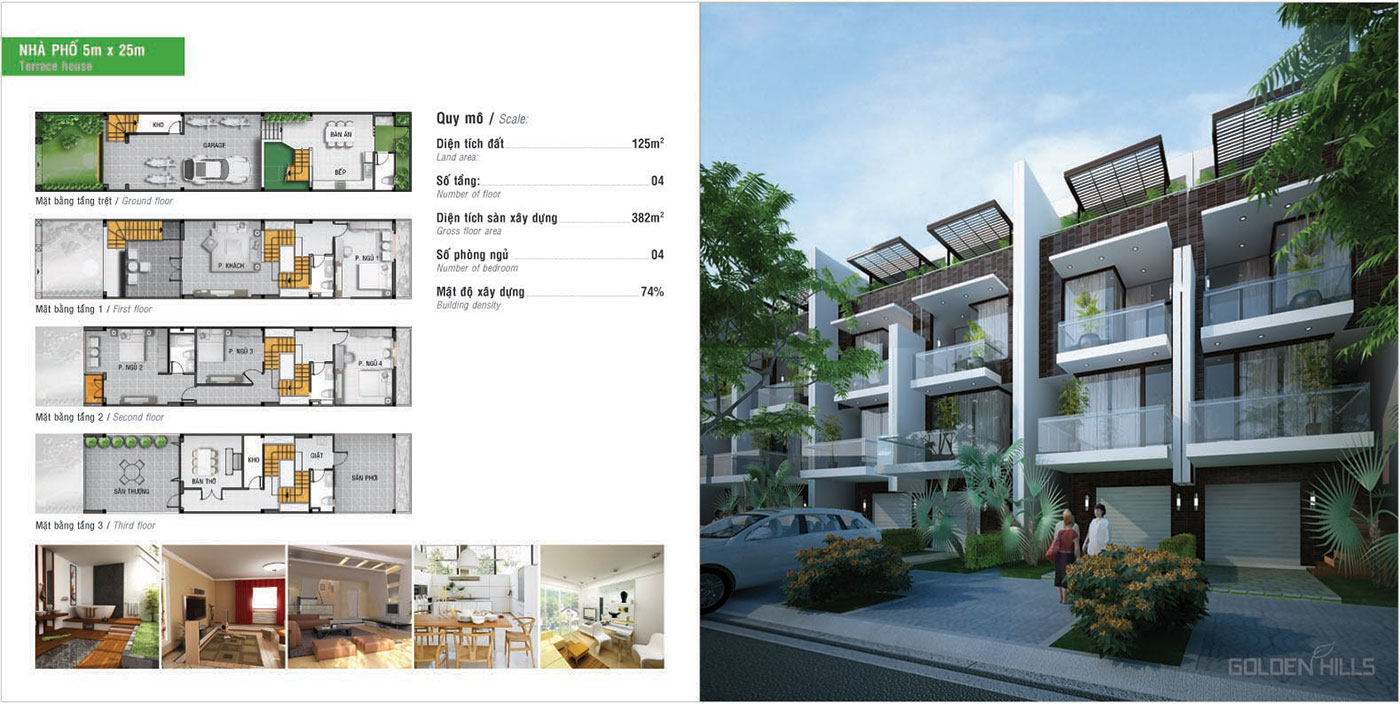 NHÀ PHỐ 5m x 25m
Terrace house
KHO
GARAGE
BÀN ĂN
BẾP
Mặt bằng tầng trệt / Ground floor
P. KHÁCH
P. NGỦ 1
Mặt bằng tầng 1 / First floor
P. NGỦ 2
P. NGỦ 3
P. NGỦ 4
Mặt bằng tầng 2 / Second floor
SÂN THƯỢNG
BÀN THỜ
KHO
GIẶT
SÂN PHƠI
Mặt bằng tầng 3 / Third floor
Quy mô / Scale:
Diện tích đất 125m²
Land area:
Số tầng: 04
Number of floor
Diện tích sàn xây dựng 382m²
Gross floor area
Số phòng ngủ 04
Number of bedroom
Mật độ xây dựng 74%
Building density
GOLDEN HILLS